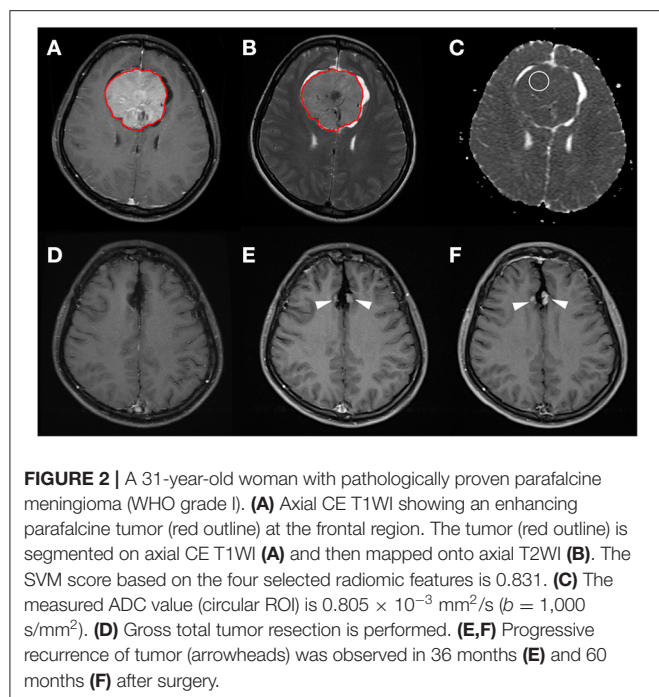 A
B
C
D
E
F
FIGURE 2 | A 31-year-old woman with pathologically proven parafalcine
meningioma (WHO grade I). (A) Axial CE T1WI showing an enhancing
parafalcine tumor (red outline) at the frontal region. The tumor (red outline) is
segmented on axial CE T1WI (A) and then mapped onto axial T2WI (B). The
SVM score based on the four selected radiomic features is 0.831. (C) The
measured ADC value (circular ROI) is 0.805 × 10⁻³ mm²/s (b = 1,000
s/mm²). (D) Gross total tumor resection is performed. (E,F) Progressive
recurrence of tumor (arrowheads) was observed in 36 months (E) and 60
months (F) after surgery.